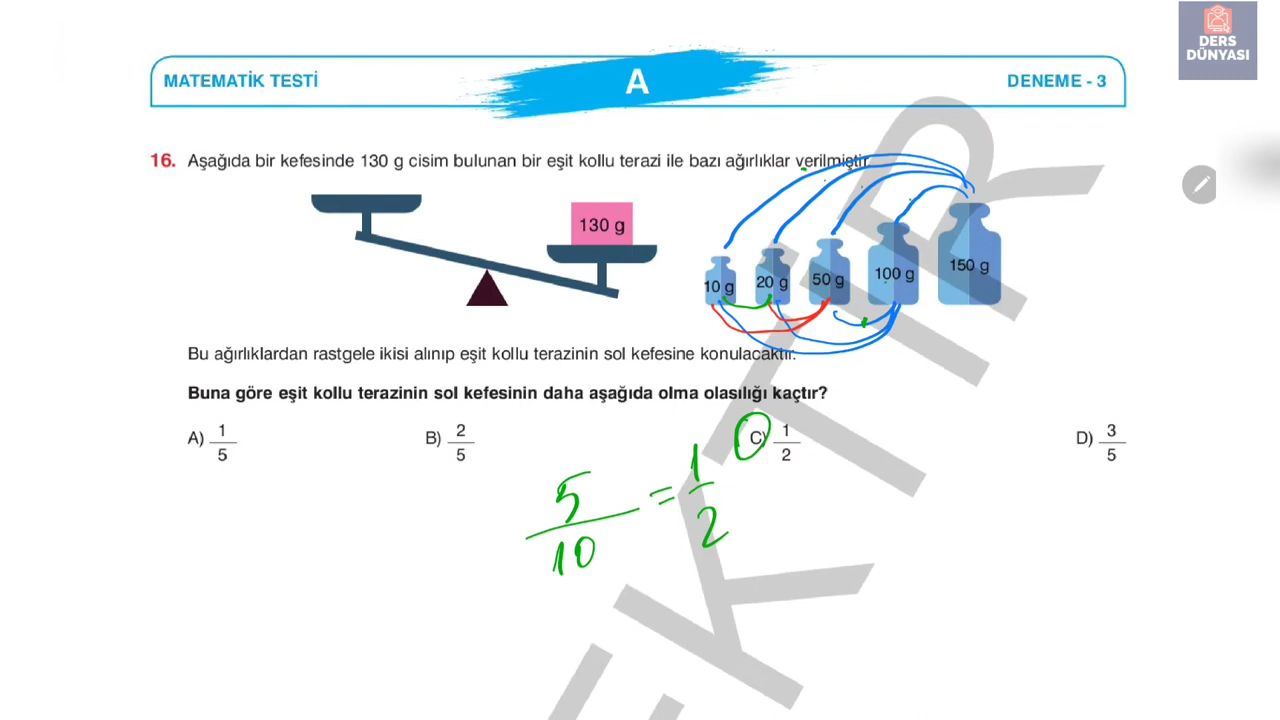 DERS
DÜNYASI
MATEMATİK TESTİ
A
DENEME - 3
16. Aşağıda bir kefesinde 130 g cisim bulunan bir eşit kollu terazi ile bazı ağırlıklar verilmiştir.
130 g
10 g
20 g
50 g
100 g
150 g
Bu ağırlıklardan rastgele ikisi alınıp eşit kollu terazinin sol kefesine konulacaktır.
Buna göre eşit kollu terazinin sol kefesinin daha aşağıda olma olasılığı kaçtır?
A) 1/5
B) 2/5
C) 1/2
D) 3/5
5/10 = 1/2